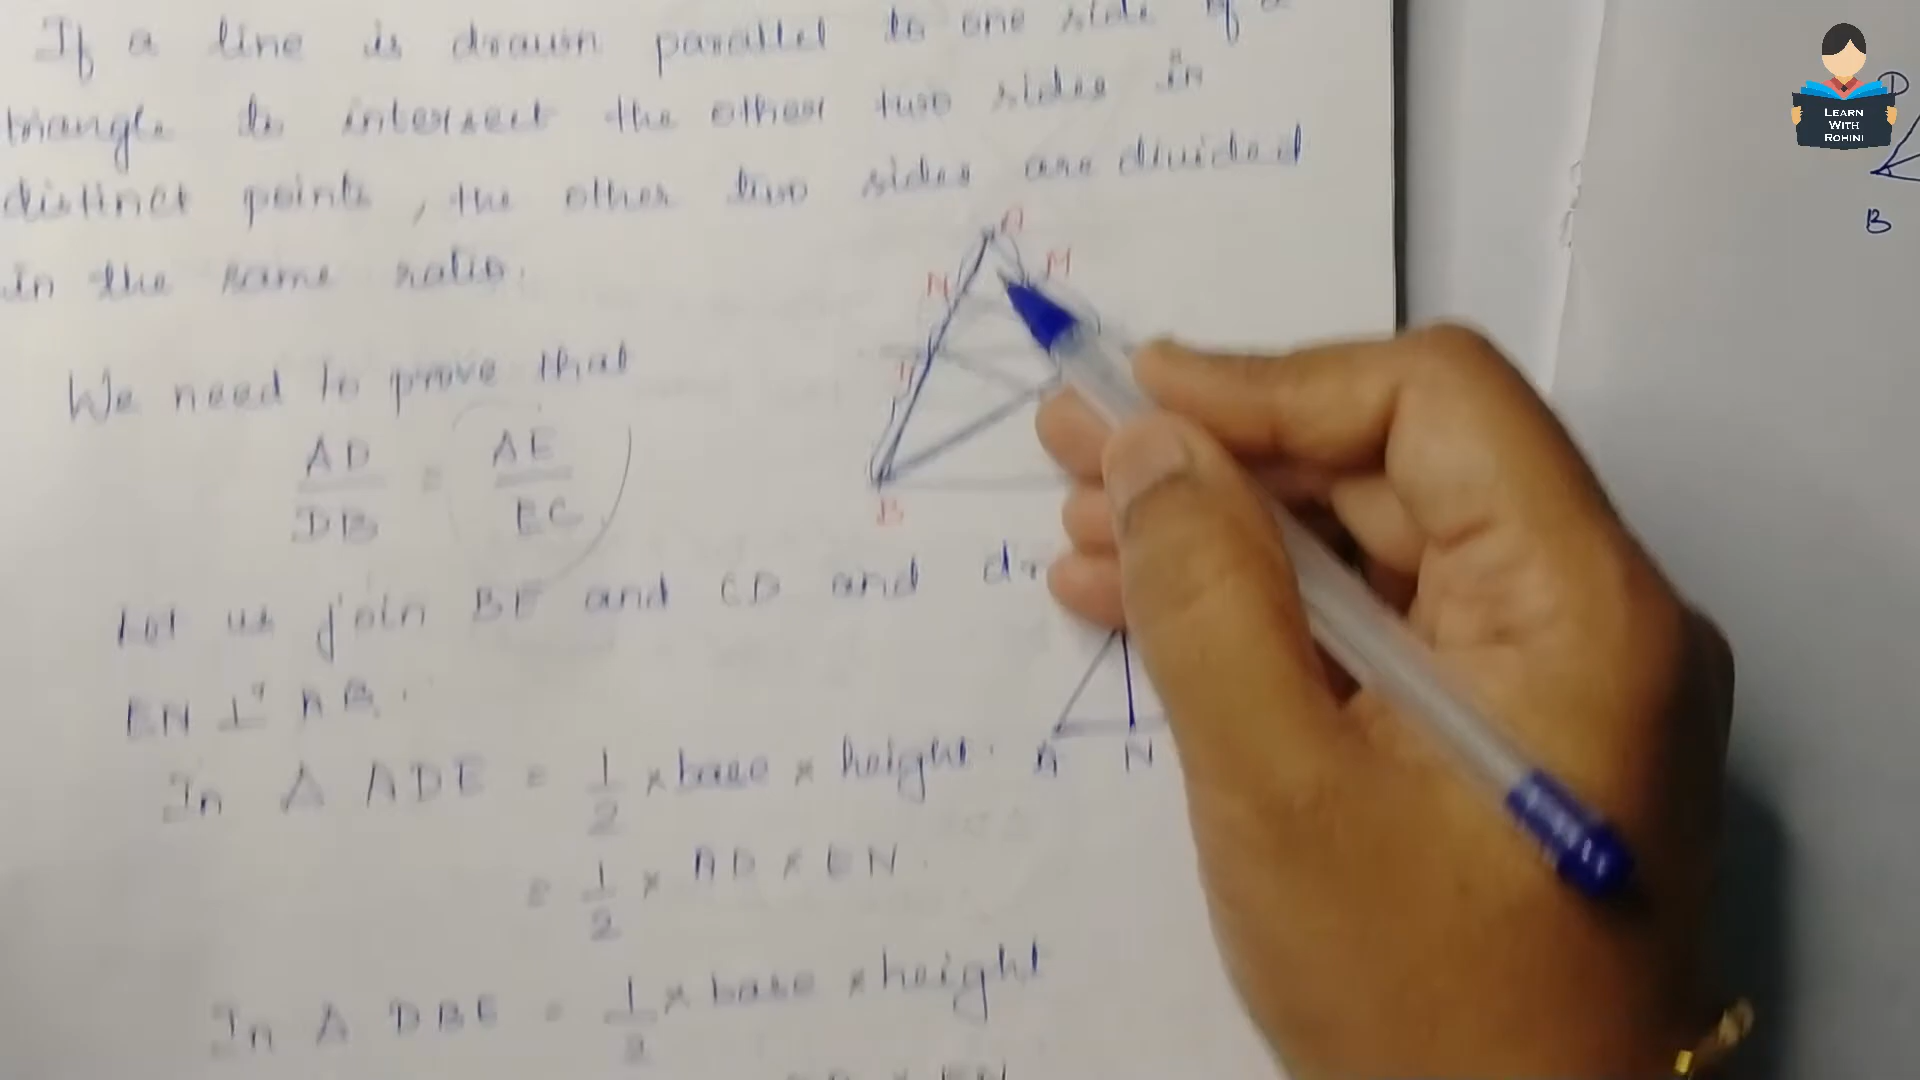 If a line is drawn parallel to one side of a
triangle to intersect the other two sides in
distinct points, the other two sides are divided
in the same ratio.
A
N M
D
B
We need to prove that
AD/DB = AE/EC
Let us join BE and CD and
EN ⊥r AB.
In Δ ADE = 1/2 × base × height.
= 1/2 × AD × EN.
A N
In Δ DBE = 1/2 × base × height
× EN
LEARN
WITH
ROHINI
D
B